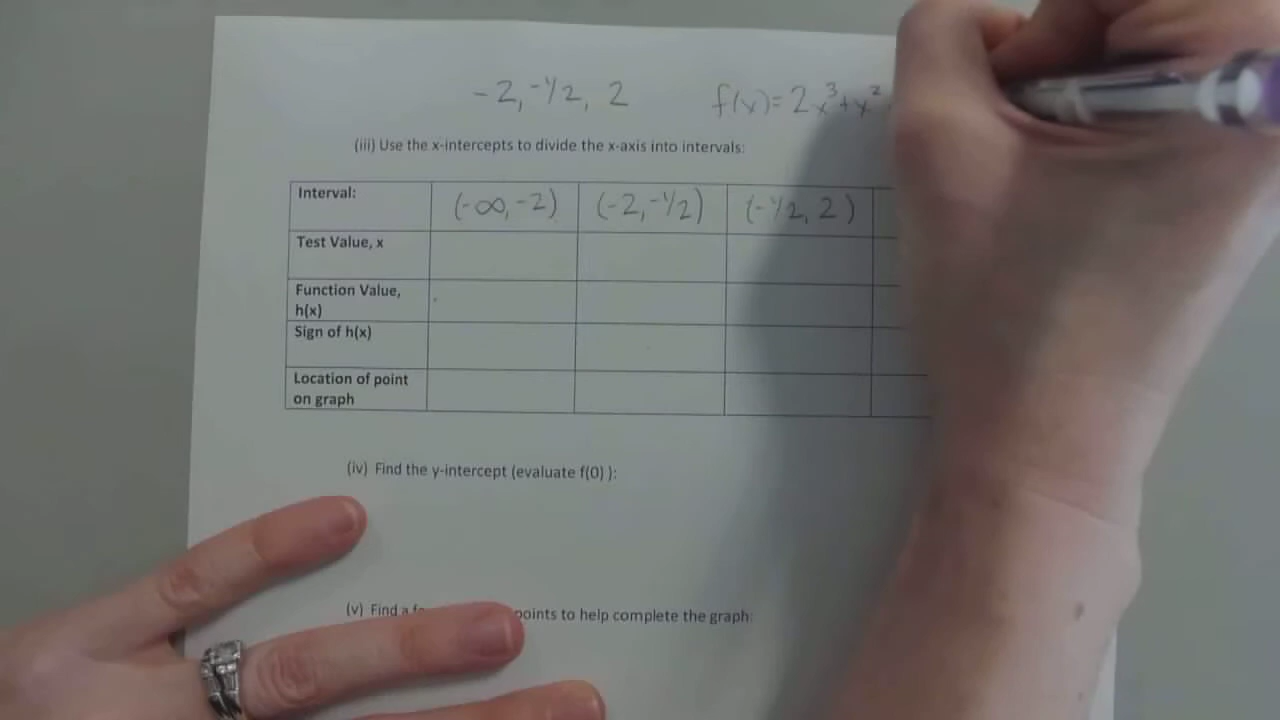 -2, -1/2, 2 f(x)= 2x³+x²
(iii) Use the x-intercepts to divide the x-axis into intervals:
Interval: (-∞, -2) (-2, -1/2) (-1/2, 2)
Test Value, x
Function Value,
h(x)
Sign of h(x)
Location of point
on graph
(iv) Find the y-intercept (evaluate f(0) ):
(v) Find a points to help complete the graph: